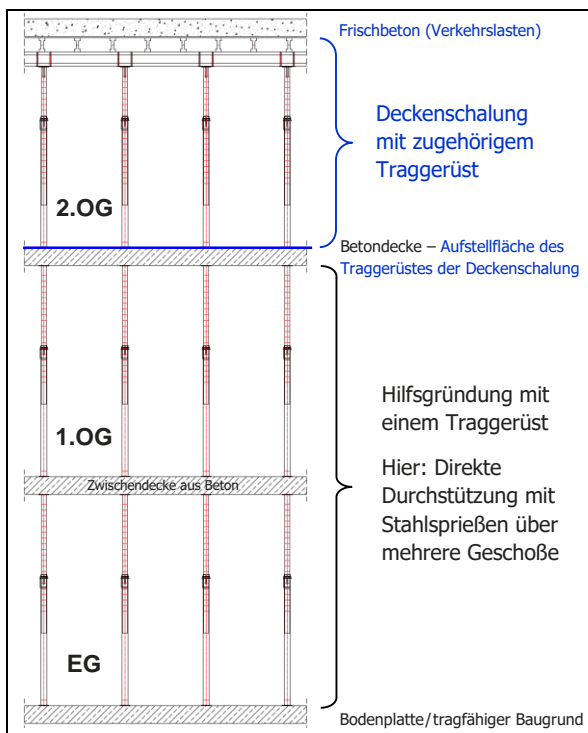 Frischbeton (Verkehrslasten)
Deckenschalung
mit zugehörigem
Traggerüst
2.OG
Betondecke – Aufstellfläche des
Traggerüstes der Deckenschalung
Hilfsgründung mit
einem Traggerüst
1.OG
Hier: Direkte
Durchstützung mit
Stahlsprießen über
mehrere Geschoße
Zwischendecke aus Beton
EG
Bodenplatte/tragfähiger Baugrund